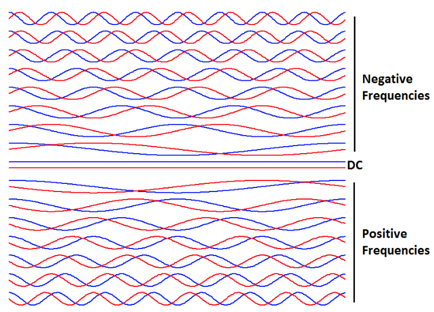 Negative
Frequencies
DC
Positive
Frequencies